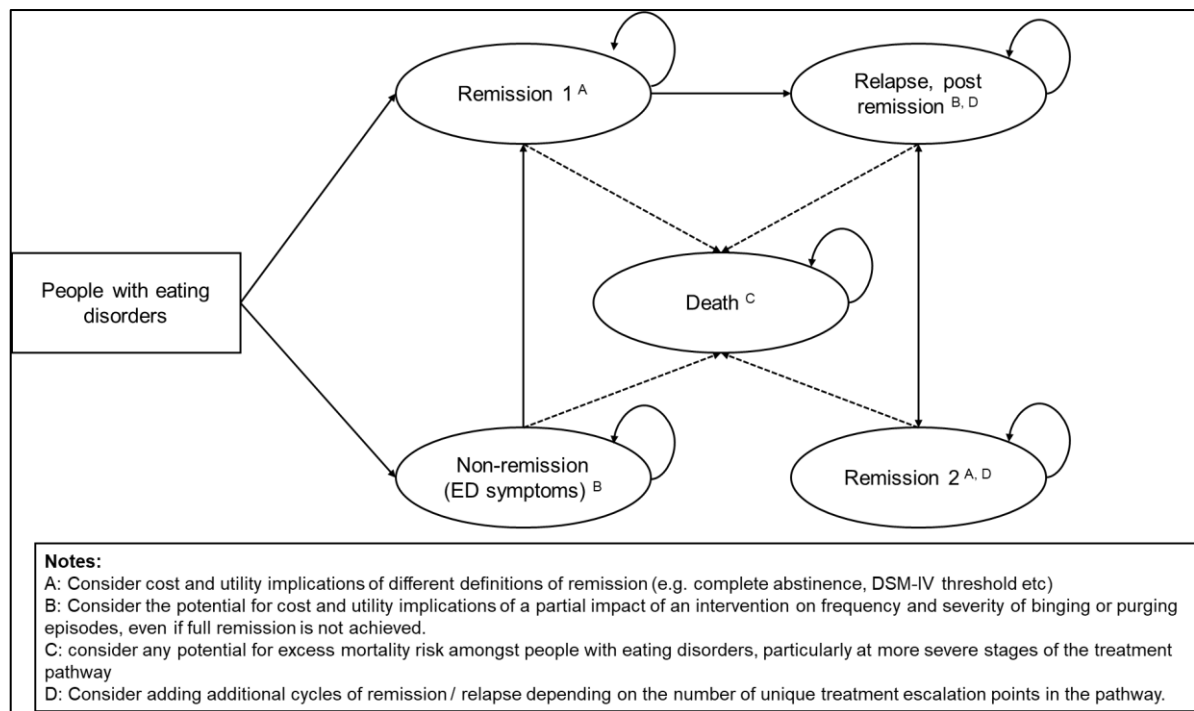 Remission 1 A
Relapse, post
remission B, D
People with eating
disorders
Death C
Non-remission
(ED symptoms) B
Remission 2 A, D
Notes:
A: Consider cost and utility implications of different definitions of remission (e.g. complete abstinence, DSM-IV threshold etc)
B: Consider the potential for cost and utility implications of a partial impact of an intervention on frequency and severity of binging or purging
episodes, even if full remission is not achieved.
C: consider any potential for excess mortality risk amongst people with eating disorders, particularly at more severe stages of the treatment
pathway
D: Consider adding additional cycles of remission / relapse depending on the number of unique treatment escalation points in the pathway.